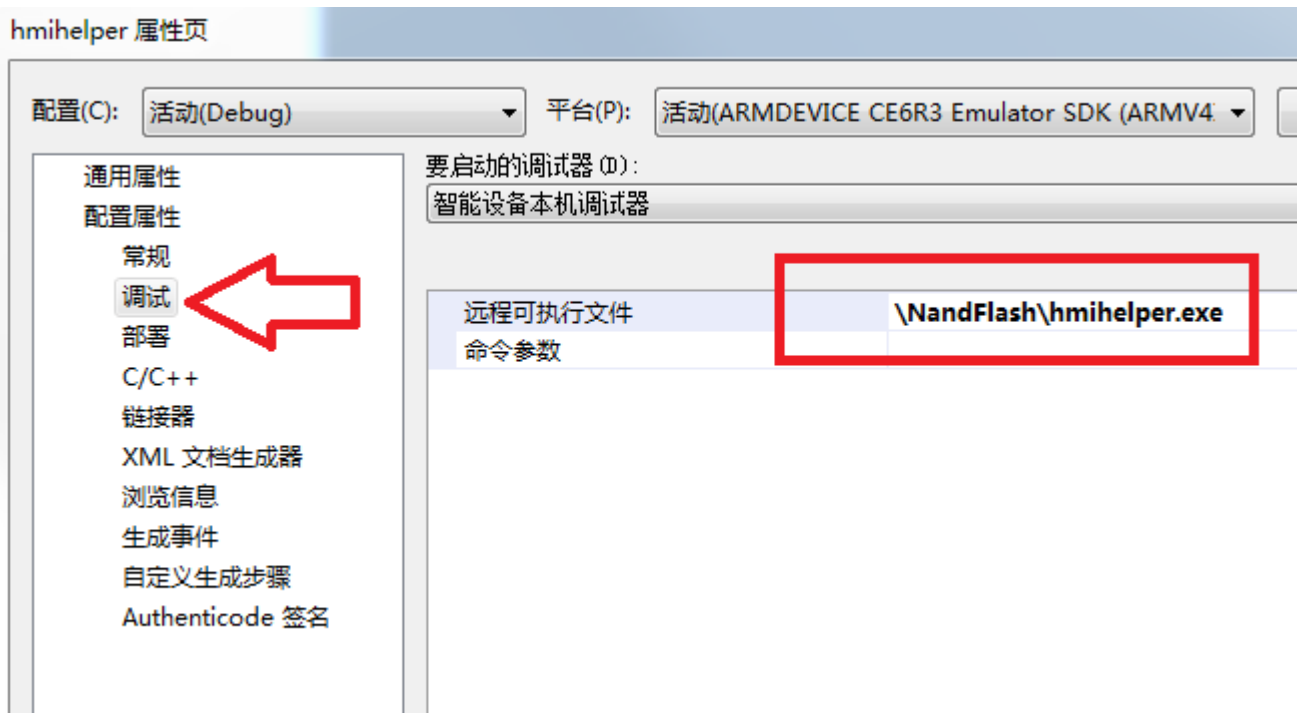 hmihelper 属性页
配置(C): 活动(Debug) 平台(P): 活动(ARMDEVICE CE6R3 Emulator SDK (ARMV4
要启动的调试器(D):
智能设备本机调试器
通用属性
配置属性
常规
调试
部署
C/C++
链接器
XML 文档生成器
浏览信息
生成事件
自定义生成步骤
Authenticode 签名
远程可执行文件 \NandFlash\hmihelper.exe
命令参数